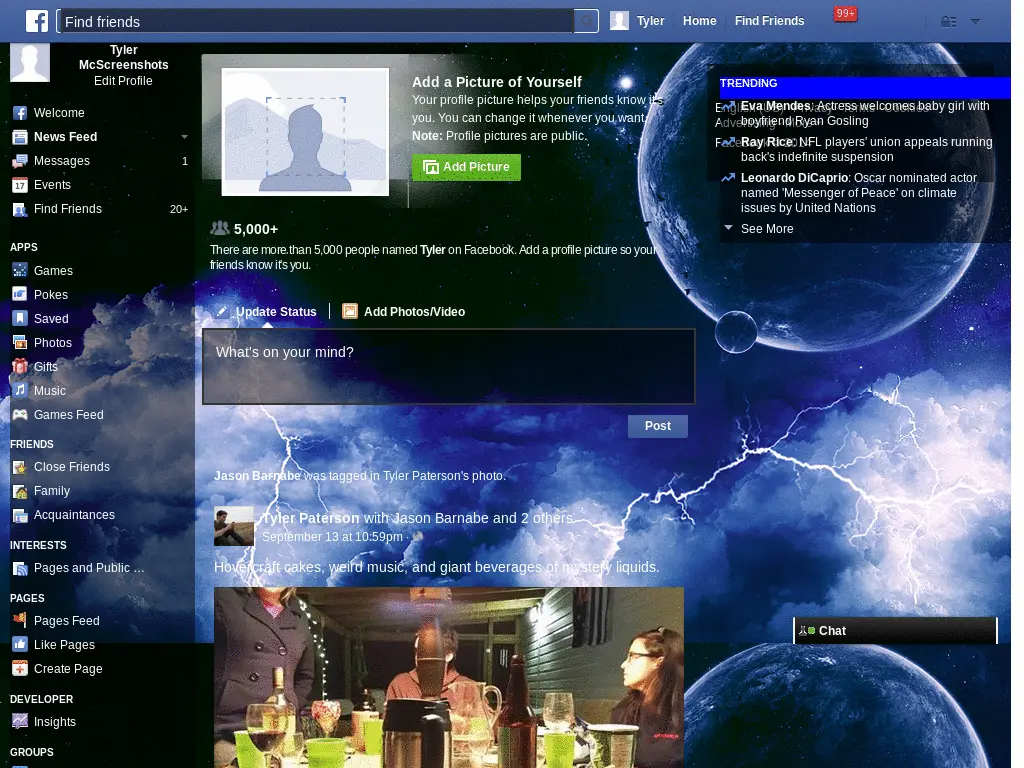 Find friends
Tyler
Home
Find Friends
99+
Tyler
McScreenshots
Edit Profile
Welcome
News Feed
Messages 1
Events
Find Friends 20+
APPS
Games
Pokes
Saved
Photos
Gifts
Music
Games Feed
FRIENDS
Close Friends
Family
Acquaintances
INTERESTS
Pages and Public ...
PAGES
Pages Feed
Like Pages
Create Page
DEVELOPER
Insights
GROUPS
Add a Picture of Yourself
Your profile picture helps your friends know it's
you. You can change it whenever you want.
Note: Profile pictures are public.
Add Picture
5,000+
There are more than 5,000 people named Tyler on Facebook. Add a profile picture so your
friends know it's you.
Update Status
Add Photos/Video
What's on your mind?
Post
Jason Barnabe was tagged in Tyler Paterson's photo.
Tyler Paterson with Jason Barnabe and 2 others.
September 13 at 10:59pm ·
Hovercraft cakes, weird music, and giant beverages of mystery liquids.
TRENDING
Eva Mendes: Actress welcomes baby girl with
boyfriend Ryan Gosling
Ray Rice: NFL players' union appeals running
back's indefinite suspension
Leonardo DiCaprio: Oscar nominated actor
named 'Messenger of Peace' on climate
issues by United Nations
See More
Chat